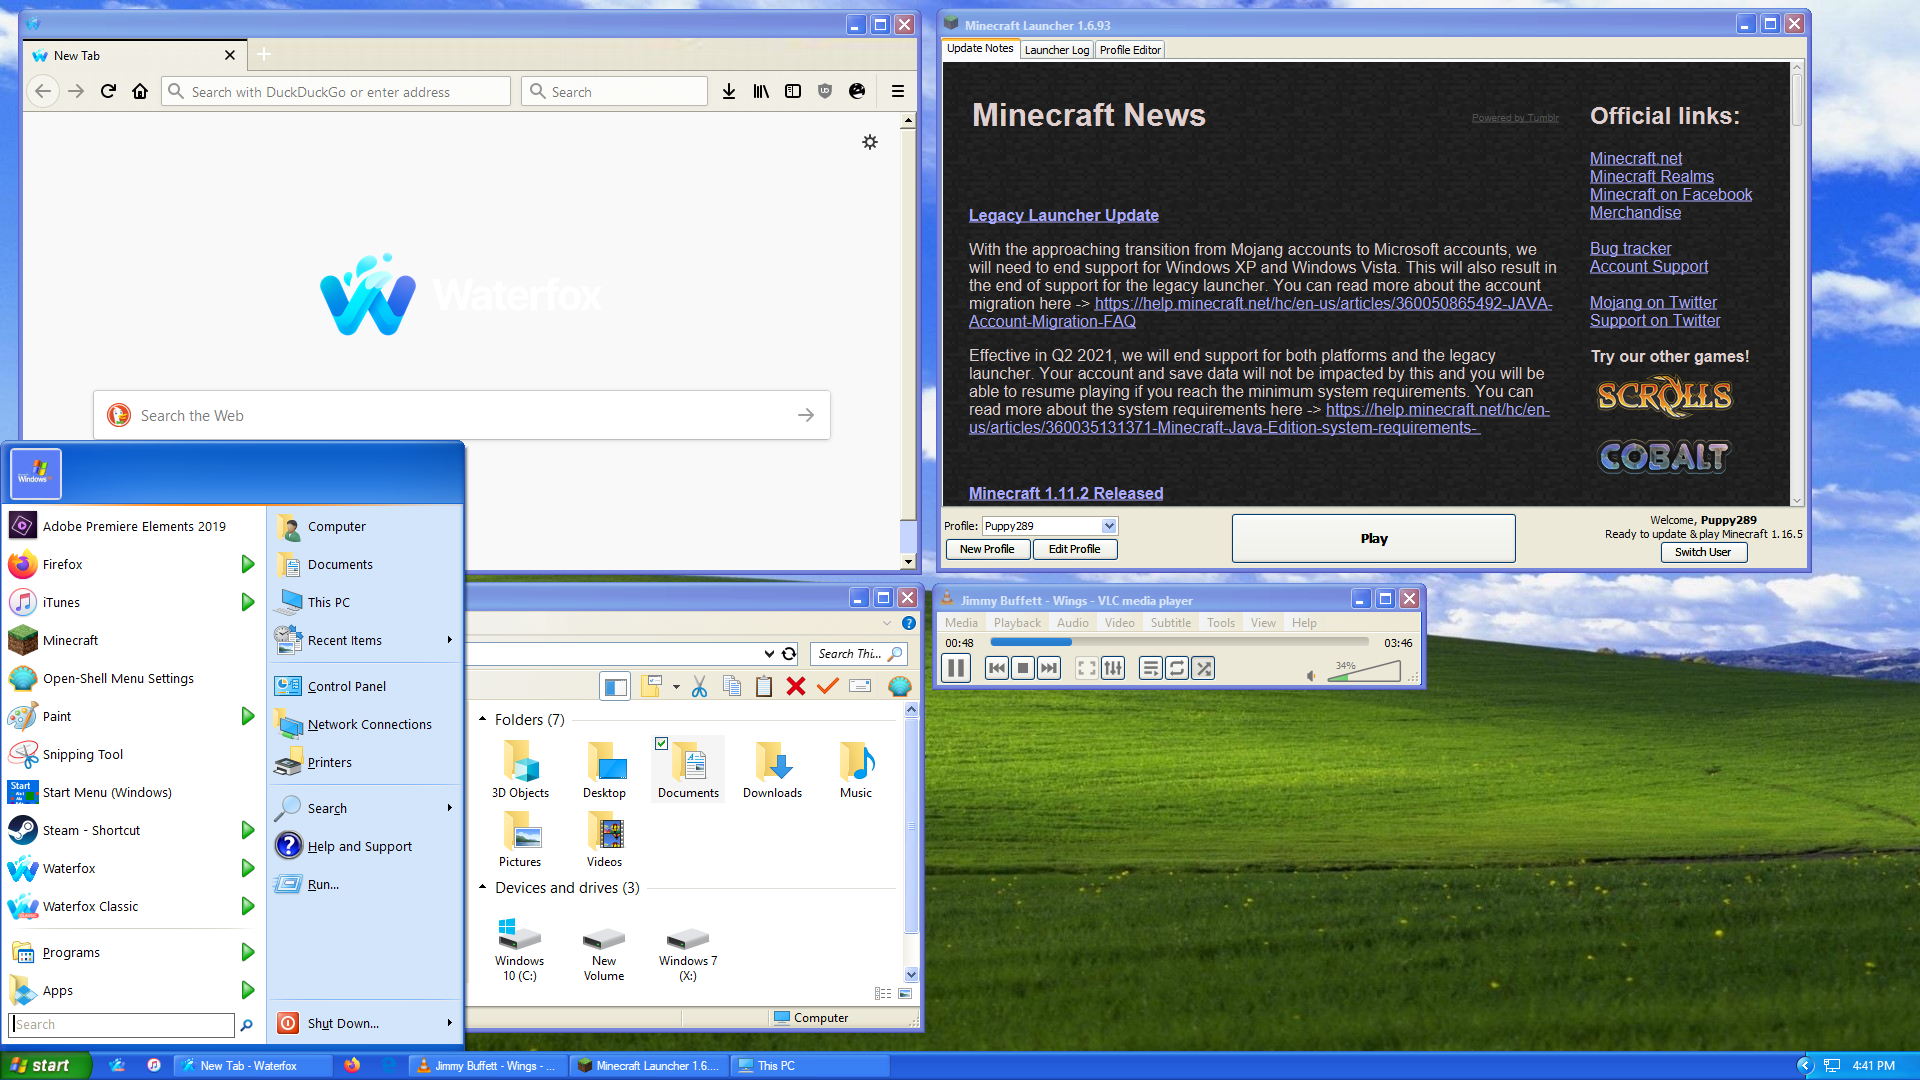 New Tab
Search with DuckDuckGo or enter address
Search
Waterfox
Search the Web
Minecraft Launcher 1.6.93
Update Notes
Launcher Log
Profile Editor
Minecraft News
Powered by Tumblr
Legacy Launcher Update
With the approaching transition from Mojang accounts to Microsoft accounts, we
will need to end support for Windows XP and Windows Vista. This will also result in
the end of support for the legacy launcher. You can read more about the account
migration here -> https://help.minecraft.net/hc/en-us/articles/360050865492-JAVA-
Account-Migration-FAQ
Effective in Q2 2021, we will end support for both platforms and the legacy
launcher. Your account and save data will not be impacted by this and you will be
able to resume playing if you reach the minimum system requirements. You can
read more about the system requirements here -> https://help.minecraft.net/hc/en-
us/articles/360035131371-Minecraft-Java-Edition-system-requirements-
Minecraft 1.11.2 Released
Official links:
Minecraft.net
Minecraft Realms
Minecraft on Facebook
Merchandise
Bug tracker
Account Support
Mojang on Twitter
Support on Twitter
Try our other games!
SCROLLS
COBALT
Profile:
Puppy289
New Profile
Edit Profile
Play
Welcome, Puppy289
Ready to update & play Minecraft 1.16.5
Switch User
Windows
Adobe Premiere Elements 2019
Firefox
iTunes
Minecraft
Open-Shell Menu Settings
Paint
Snipping Tool
Start
Start Menu (Windows)
Steam - Shortcut
Waterfox
Waterfox Classic
Programs
Apps
Search
Computer
Documents
This PC
Recent Items
Control Panel
Network Connections
Printers
Search
Help and Support
Run...
Shut Down...
Search Thi...
Folders (7)
3D Objects
Desktop
Documents
Downloads
Music
Pictures
Videos
Devices and drives (3)
Windows
10 (C:)
New
Volume
Windows 7
(X:)
Computer
Jimmy Buffett - Wings - VLC media player
Media
Playback
Audio
Video
Subtitle
Tools
View
Help
00:48
03:46
34%
start
New Tab - Waterfox
Jimmy Buffett - Wings - ...
Minecraft Launcher 1.6....
This PC
4:41 PM